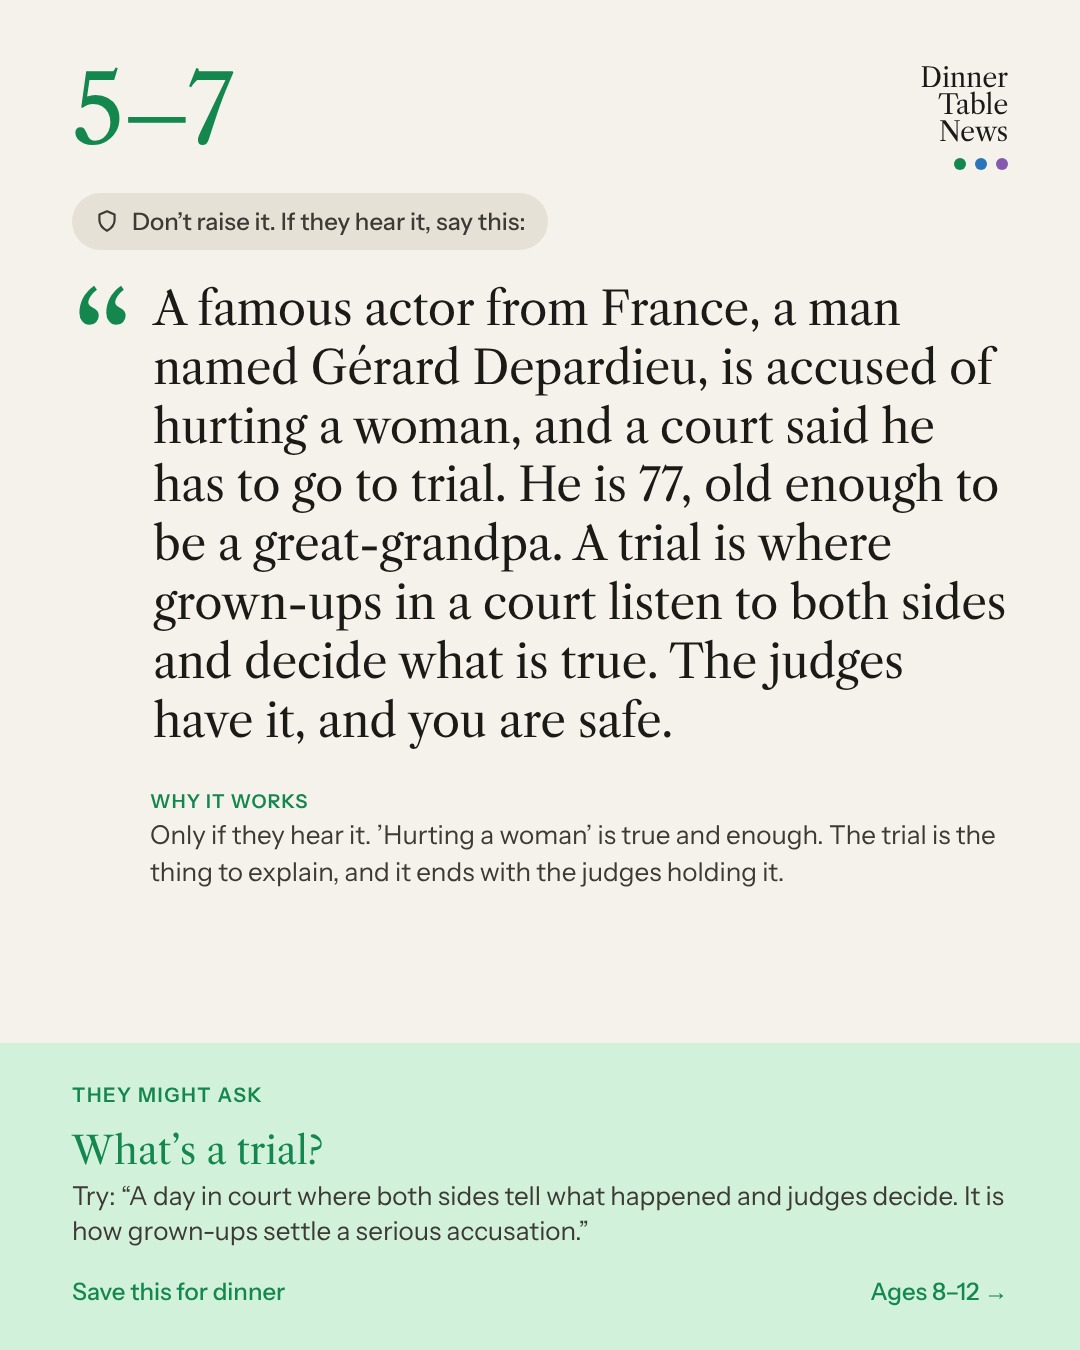 5–7
Dinner
Table
News
Don’t raise it. If they hear it, say this:
“ A famous actor from France, a man
named Gérard Depardieu, is accused of
hurting a woman, and a court said he
has to go to trial. He is 77, old enough to
be a great-grandpa. A trial is where
grown-ups in a court listen to both sides
and decide what is true. The judges
have it, and you are safe.
WHY IT WORKS
Only if they hear it. ’Hurting a woman’ is true and enough. The trial is the
thing to explain, and it ends with the judges holding it.
THEY MIGHT ASK
What’s a trial?
Try: “A day in court where both sides tell what happened and judges decide. It is
how grown-ups settle a serious accusation.”
Save this for dinner
Ages 8–12 →